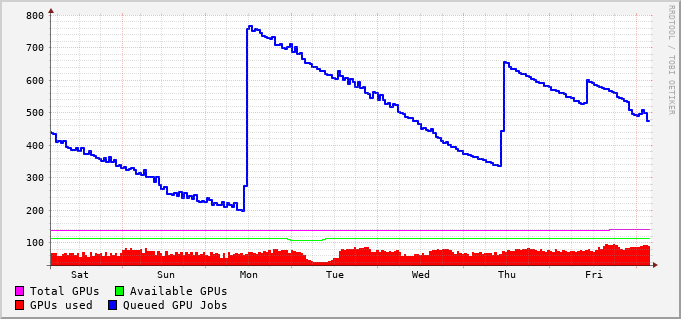 800
700
600
500
400
300
200
100
Sat Sun Mon Tue Wed Thu Fri
Total GPUs Available GPUs
GPUs used Queued GPU Jobs
RRDTOOL / TOBI OETIKER